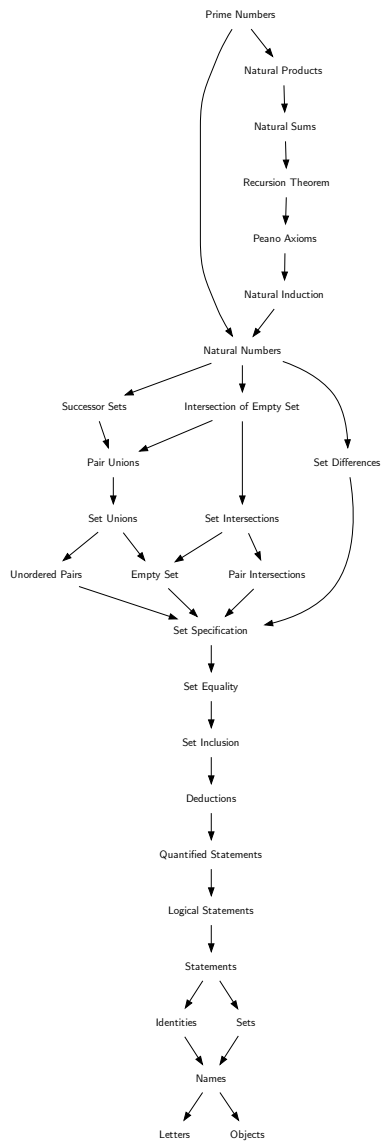 Prime Numbers
Natural Products
Natural Sums
Recursion Theorem
Peano Axioms
Natural Induction
Natural Numbers
Successor Sets
Intersection of Empty Set
Pair Unions
Set Differences
Set Unions
Set Intersections
Unordered Pairs
Empty Set
Pair Intersections
Set Specification
Set Equality
Set Inclusion
Deductions
Quantified Statements
Logical Statements
Statements
Identities
Sets
Names
Letters
Objects